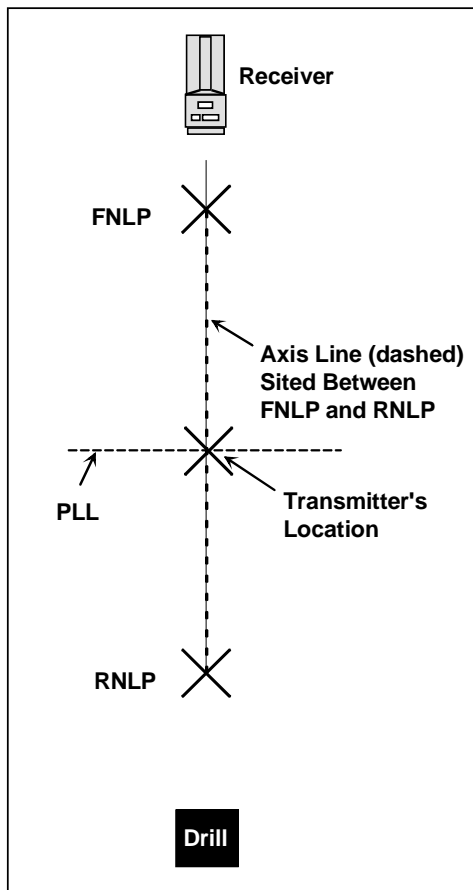 Receiver
FNLP
Axis Line (dashed)
Sited Between
FNLP and RNLP
PLL
Transmitter's
Location
RNLP
Drill